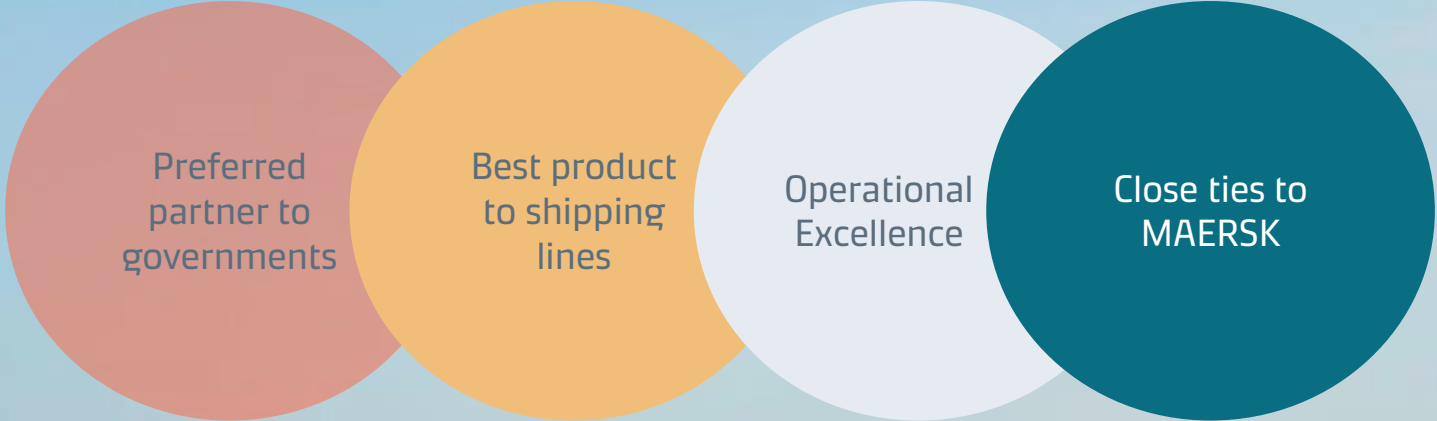 Preferred
partner to
governments
Best product
to shipping
lines
Operational
Excellence
Close ties to
MAERSK